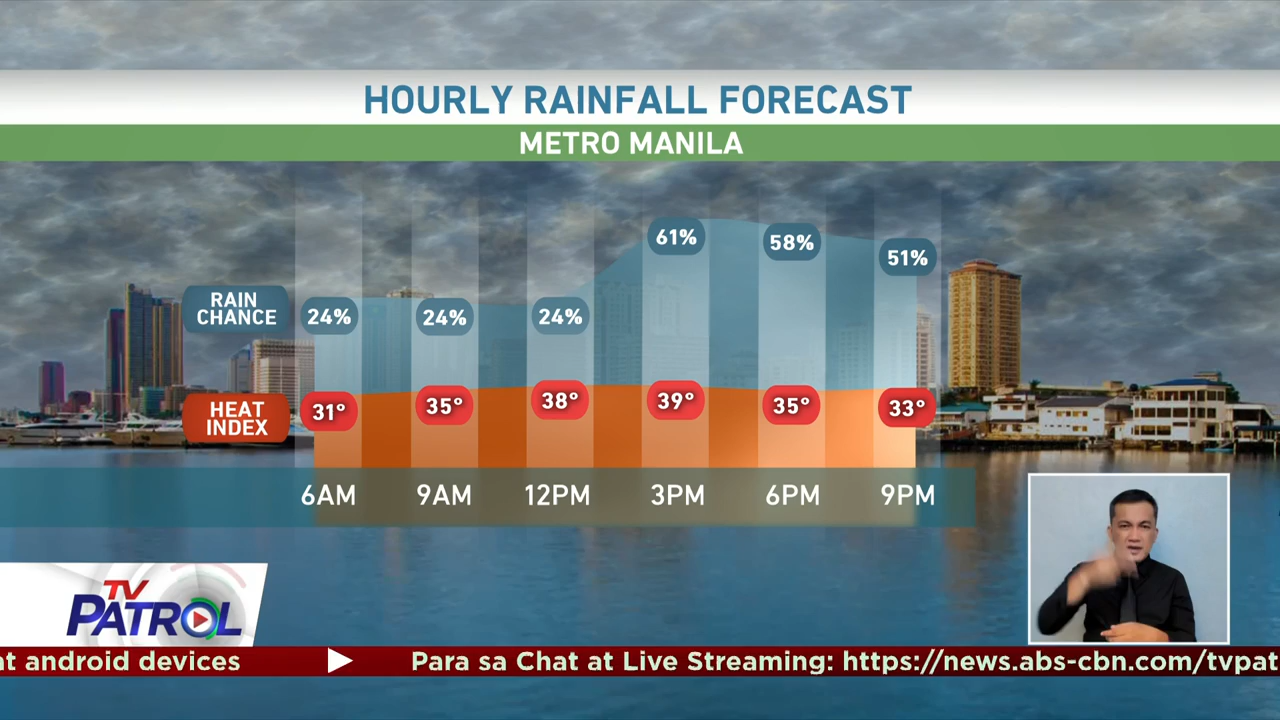 HOURLY RAINFALL FORECAST
METRO MANILA
61%
58%
51%
RAIN
CHANCE
24%
24%
24%
HEAT
INDEX
31°
35°
38°
39°
35°
33°
6AM
9AM
12PM
3PM
6PM
9PM
TV
PATROL
at android devices
Para sa Chat at Live Streaming: https://news.abs-cbn.com/tvpat